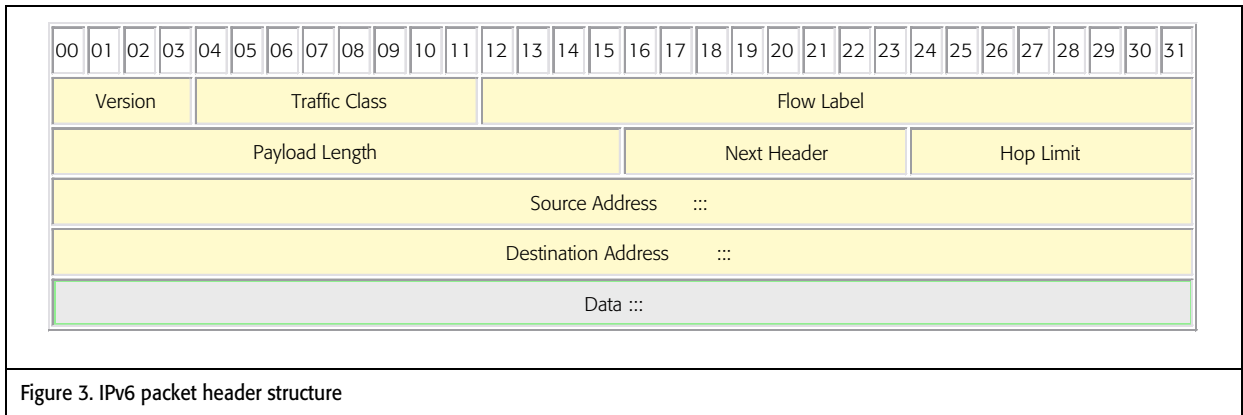 00 01 02 03 04 05 06 07 08 09 10 11 12 13 14 15 16 17 18 19 20 21 22 23 24 25 26 27 28 29 30 31
Version Traffic Class Flow Label
Payload Length Next Header Hop Limit
Source Address :::
Destination Address :::
Data :::
Figure 3. IPv6 packet header structure